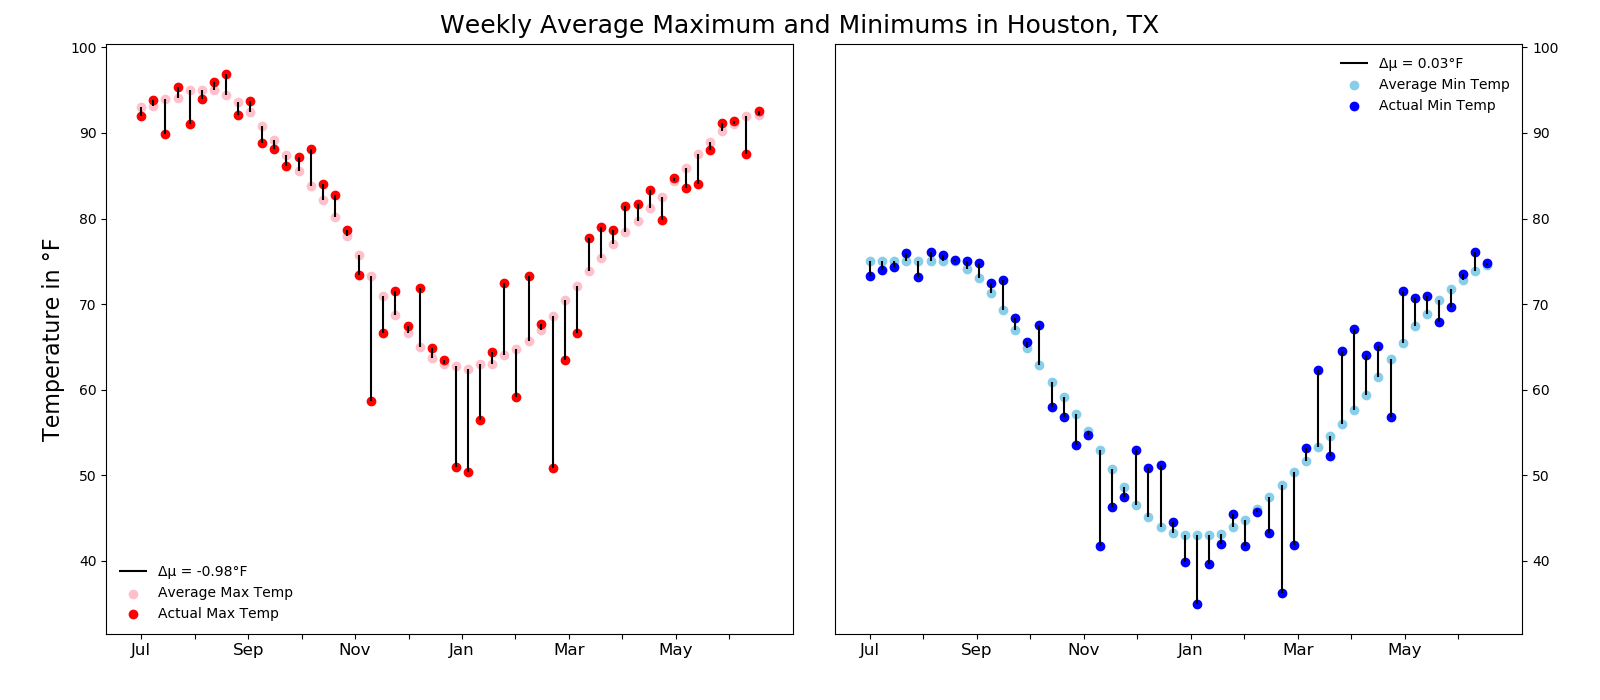 Weekly Average Maximum and Minimums in Houston, TX
Temperature in °F
100
90
80
70
60
50
40
Δμ = -0.98°F
Average Max Temp
Actual Max Temp
Jul Sep Nov Jan Mar May
Δμ = 0.03°F
Average Min Temp
Actual Min Temp
100
90
80
70
60
50
40
Jul Sep Nov Jan Mar May